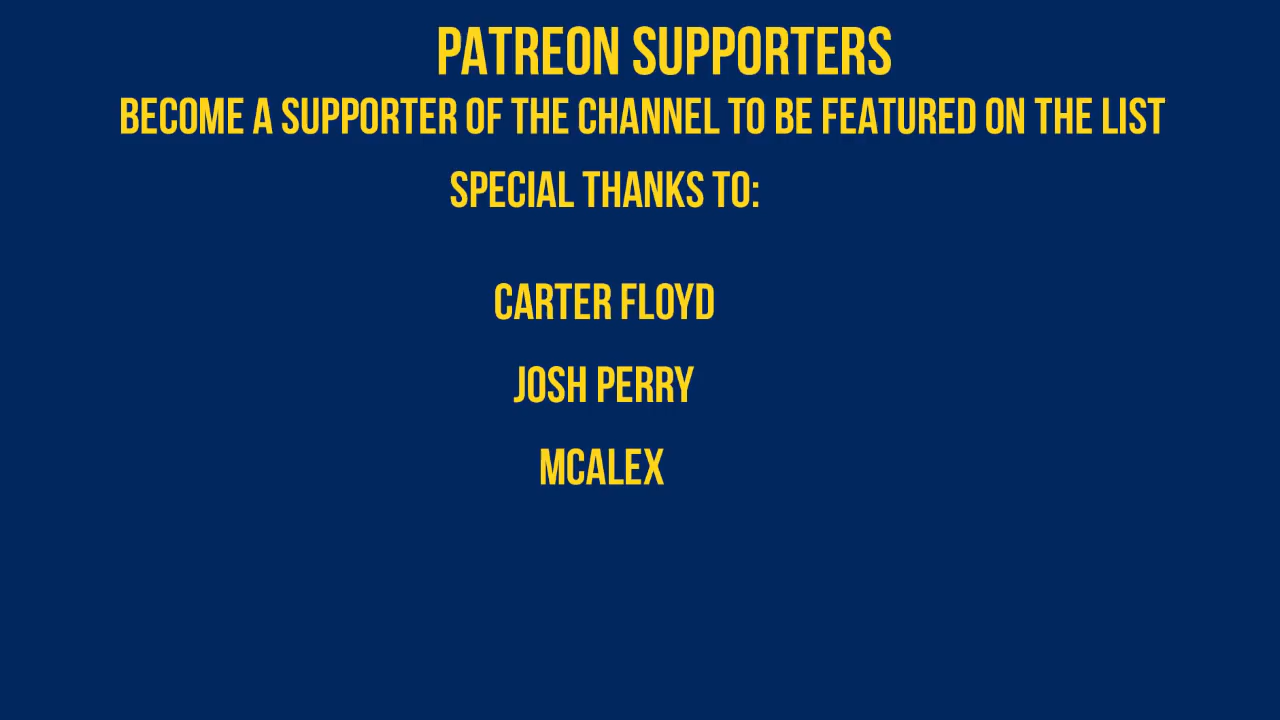 PATREON SUPPORTERS
BECOME A SUPPORTER OF THE CHANNEL TO BE FEATURED ON THE LIST
SPECIAL THANKS TO:
CARTER FLOYD
JOSH PERRY
MCALEX